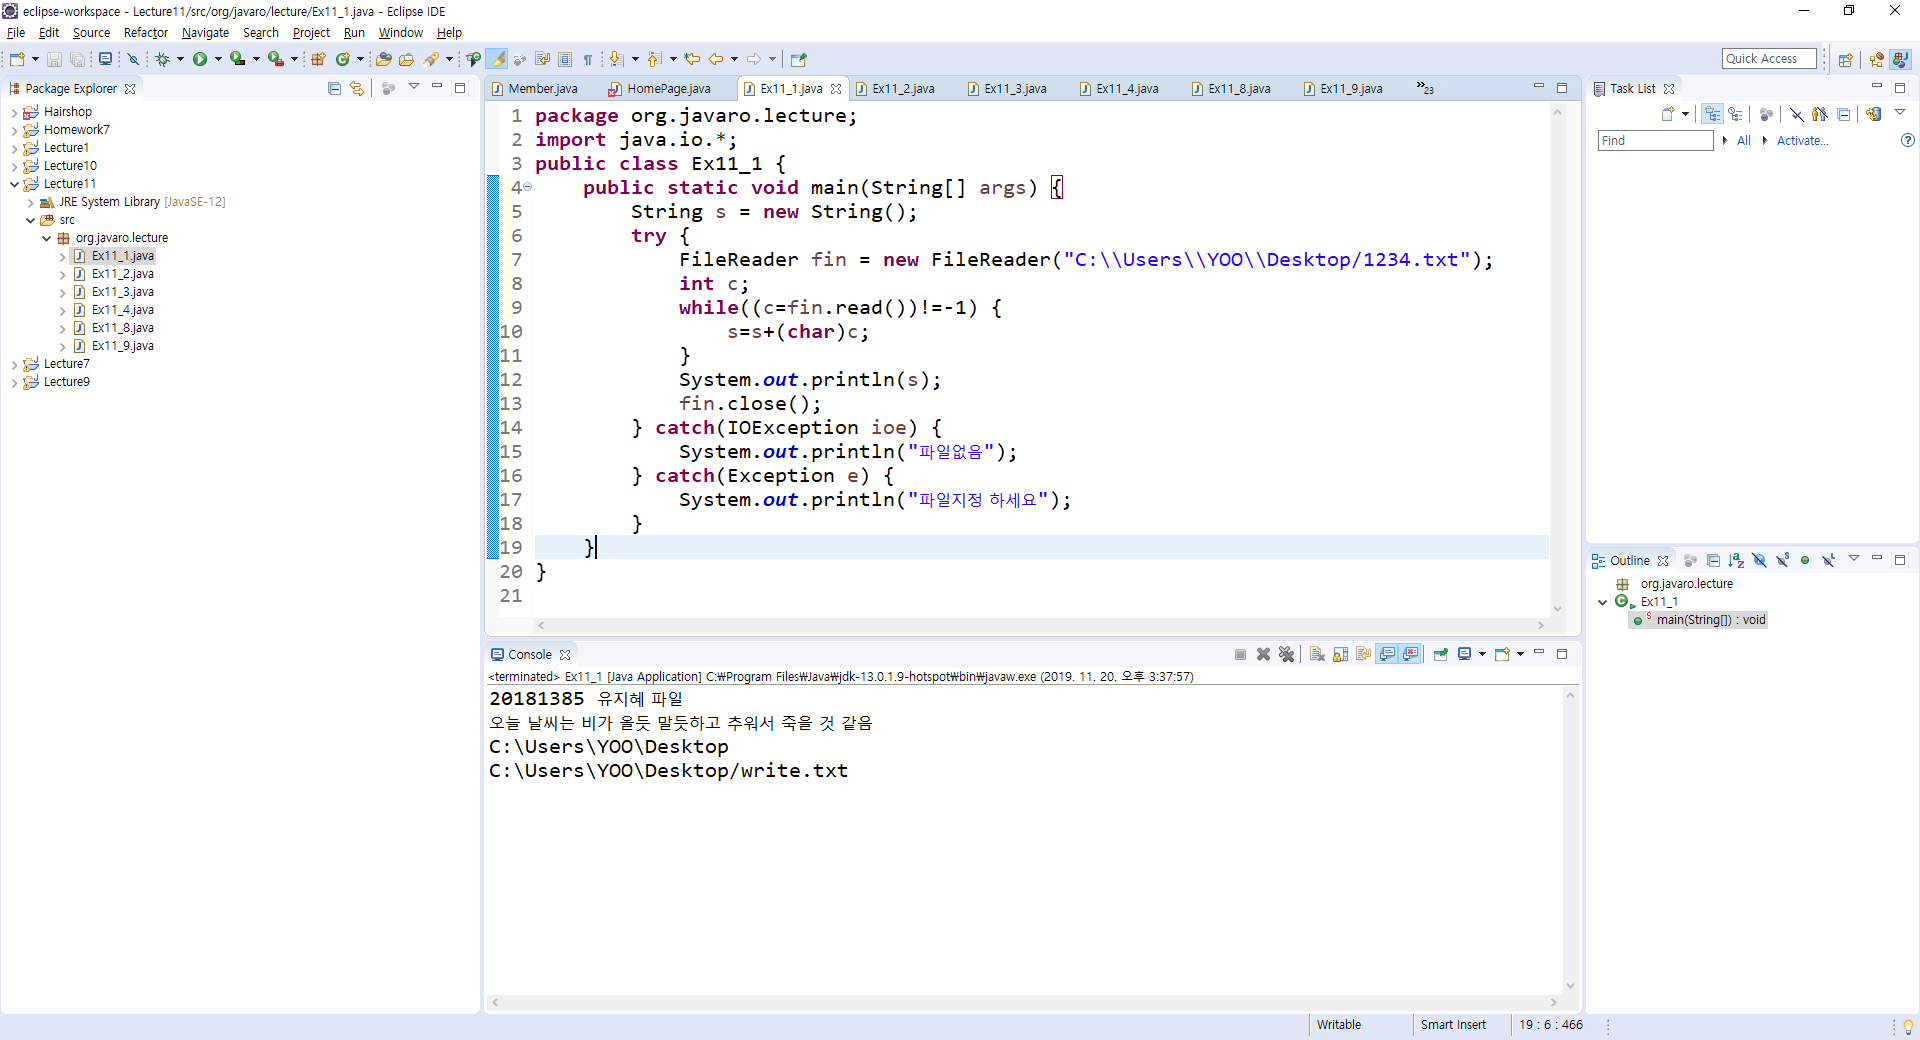 eclipse-workspace - Lecture11/src/org/javaro/lecture/Ex11_1.java - Eclipse IDE
File Edit Source Refactor Navigate Search Project Run Window Help
Quick Access
Package Explorer
Hairshop
Homework7
Lecture1
Lecture10
Lecture11
JRE System Library [JavaSE-12]
src
org.javaro.lecture
Ex11_1.java
Ex11_2.java
Ex11_3.java
Ex11_4.java
Ex11_8.java
Ex11_9.java
Lecture7
Lecture9
Member.java HomePage.java Ex11_1.java Ex11_2.java Ex11_3.java Ex11_4.java Ex11_8.java Ex11_9.java »23
1 package org.javaro.lecture;
2 import java.io.*;
3 public class Ex11_1 {
4 public static void main(String[] args) {
5 String s = new String();
6 try {
7 FileReader fin = new FileReader("C:\\Users\\YOO\\Desktop/1234.txt");
8 int c;
9 while((c=fin.read())!=-1) {
10 s=s+(char)c;
11 }
12 System.out.println(s);
13 fin.close();
14 } catch(IOException ioe) {
15 System.out.println("파일없음");
16 } catch(Exception e) {
17 System.out.println("파일지정 하세요");
18 }
19 }
20 }
21
Console
<terminated> Ex11_1 [Java Application] C:₩Program Files₩Java₩jdk-13.0.1.9-hotspot₩bin₩javaw.exe (2019. 11. 20. 오후 3:37:57)
20181385 유지혜 파일
오늘 날씨는 비가 올듯 말듯하고 추워서 죽을 것 같음
C:\Users\YOO\Desktop
C:\Users\YOO\Desktop/write.txt
Task List
Find All Activate...
Outline
org.javaro.lecture
Ex11_1
main(String[]) : void
Writable Smart Insert 19 : 6 : 466